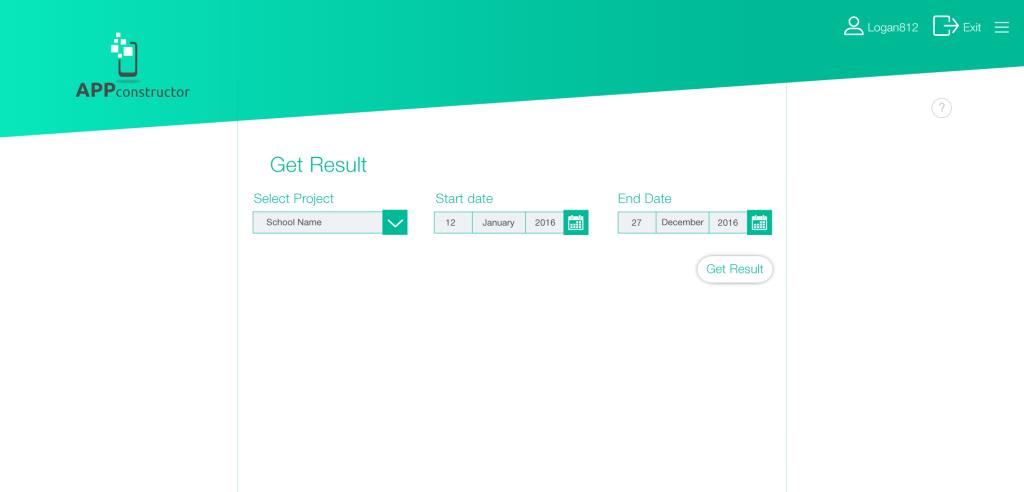 Logan812 Exit
APPconstructor
?
Get Result
Select Project Start date End Date
School Name 12 January 2016 27 December 2016
Get Result